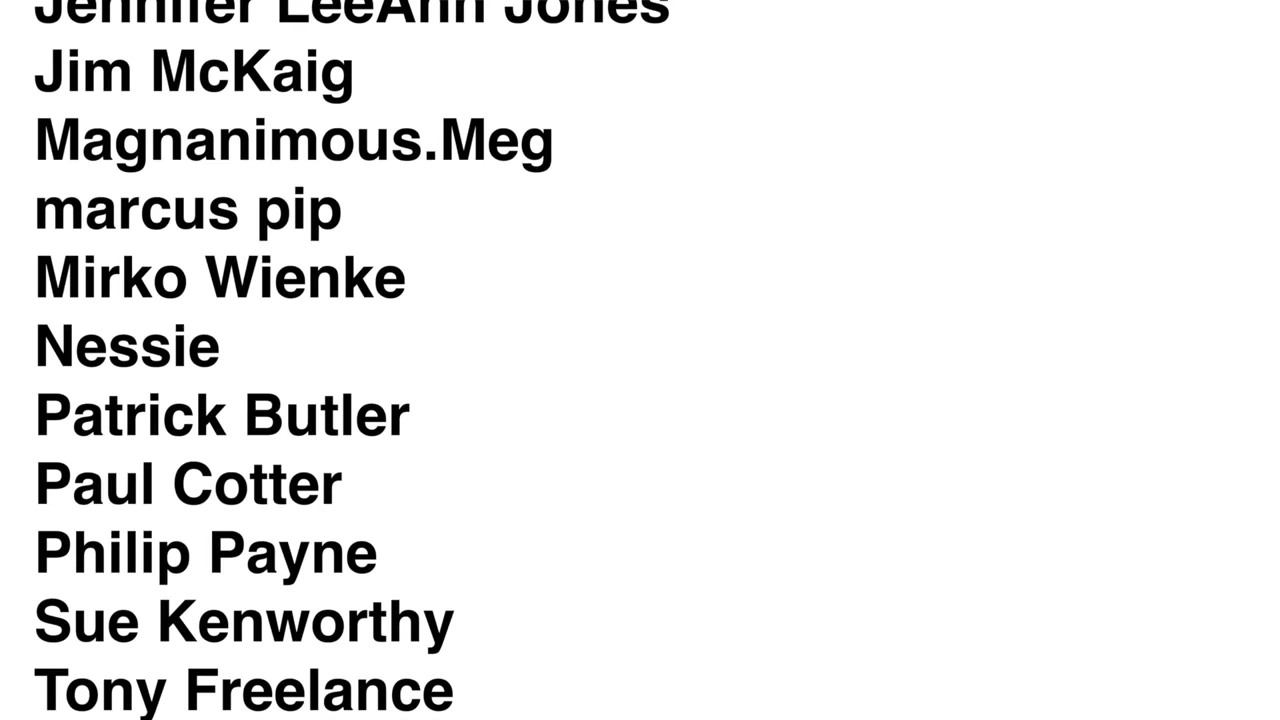 Jennifer LeeAnn Jones
Jim McKaig
Magnanimous.Meg
marcus pip
Mirko Wienke
Nessie
Patrick Butler
Paul Cotter
Philip Payne
Sue Kenworthy
Tony Freelance